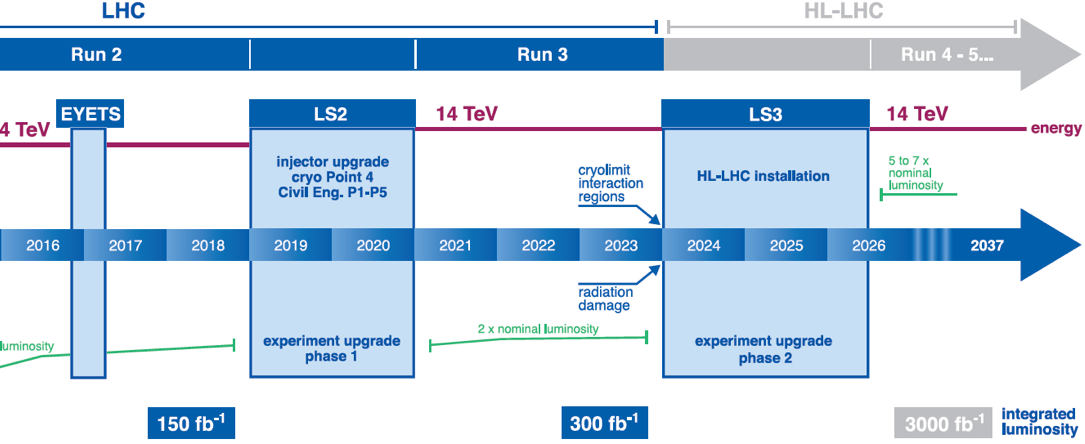 LHC
HL-LHC
Run 2
Run 3
Run 4 - 5...
EYETS
LS2
LS3
4 TeV
14 TeV
14 TeV
energy
injector upgrade
cryo Point 4
Civil Eng. P1-P5
cryolimit
interaction
regions
HL-LHC installation
5 to 7 x
nominal
luminosity
2016
2017
2018
2019
2020
2021
2022
2023
2024
2025
2026
2037
radiation
damage
luminosity
experiment upgrade
phase 1
2 x nominal luminosity
experiment upgrade
phase 2
150 fb⁻¹
300 fb⁻¹
3000 fb⁻¹
integrated
luminosity